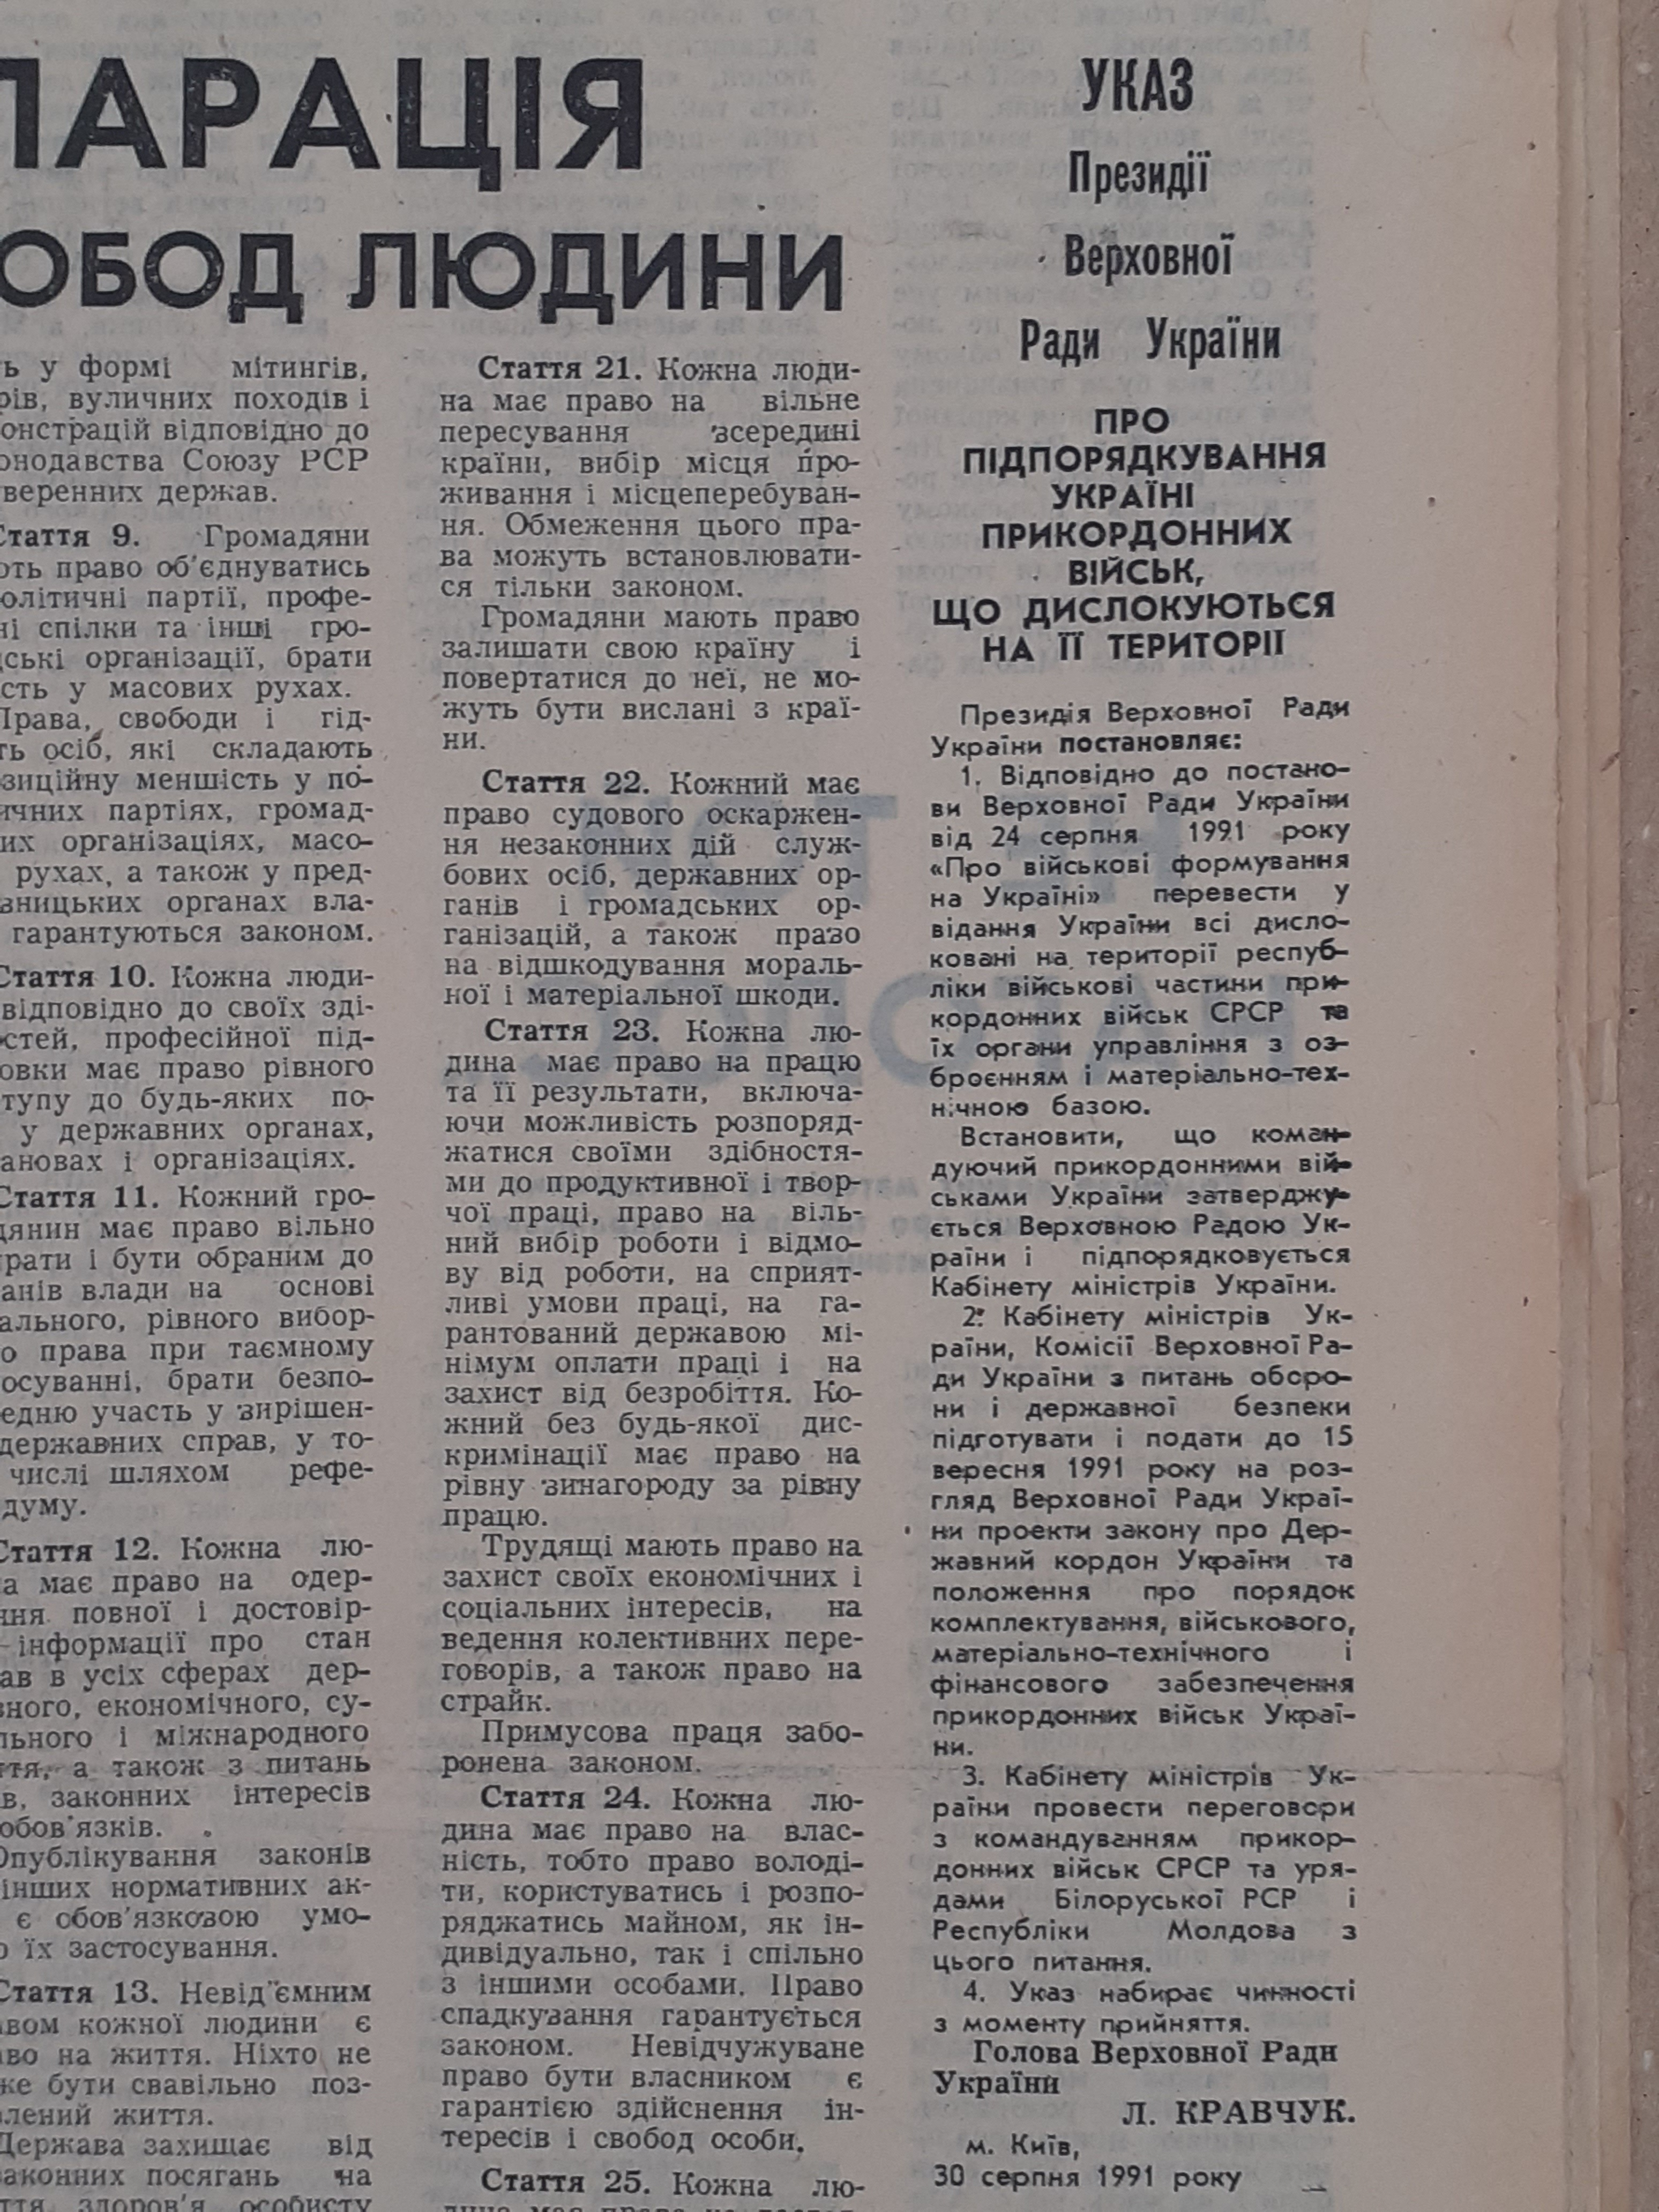 ПАРАЦІЯ
ОБОД ЛЮДИНИ
ь у формі мітингів,
рів, вуличних походів і
онстрацій відповідно до
онодавства Союзу РСР
веренних держав.
Стаття 9. Громадяни
ють право об'єднуватись
олітичні партії, профе-
ні спілки та інші гро-
дські організації, брати
сть у масових рухах.
Права, свободи і гід-
ть осіб, які складають
зиційну меншість у по-
ичних партіях, громад-
их організаціях, масо-
рухах, а також у пред-
вницьких органах вла-
гарантуються законом.
Стаття 10. Кожна люди-
відповідно до своїх зді-
стей, професійної під-
овки має право рівного
тупу до будь-яких по-
у державних органах,
ановах і організаціях.
Стаття 11. Кожний гро-
дянин має право вільно
рати і бути обраним до
анів влади на основі
ального, рівного вибор-
о права при таємному
осуванні, брати безпо-
едню участь у вирішен-
державних справ, у то-
числі шляхом рефе-
думу.
Стаття 12. Кожна лю-
а має право на одер-
ння повної і достовір-
інформації про стан
ав в усіх сферах дер-
вного, економічного, су-
льного і міжнародного
ття, а також з питань
в, законних інтересів
обов'язків.
Опублікування законів
інших нормативних ак-
є обов'язковою умо-
о їх застосування.
Стаття 13. Невід'ємним
авом кожної людини є
во на життя. Ніхто не
же бути свавільно поз-
лений життя.
Держава захищає від
аконних посягань на
ття, здоров'я, особисту
Стаття 21. Кожна люди-
на має право на вільне
пересування всередині
країни, вибір місця про-
живання і місцеперебуван-
ня. Обмеження цього пра-
ва можуть встановлювати-
ся тільки законом.
Громадяни мають право
залишати свою країну і
повертатися до неї, не мо-
жуть бути вислані з краї-
ни.
Стаття 22. Кожний має
право судового оскаржен-
ня незаконних дій служ-
бових осіб, державних ор-
ганів і громадських ор-
ганізацій, а також право
на відшкодування мораль-
ної і матеріальної шкоди.
Стаття 23. Кожна лю-
дина має право на працю
та її результати, включа-
ючи можливість розпоряд-
жатися своїми здібностя-
ми до продуктивної і твор-
чої праці, право на віль-
ний вибір роботи і відмо-
ву від роботи, на сприят-
ливі умови праці, на га-
рантований державою мі-
німум оплати праці і на
захист від безробіття. Ко-
жний без будь-якої дис-
кримінації має право на
рівну винагороду за рівну
працю.
Трудящі мають право на
захист своїх економічних і
соціальних інтересів, на
ведення колективних пере-
говорів, а також право на
страйк.
Примусова праця забо-
ронена законом.
Стаття 24. Кожна лю-
дина має право на влас-
ність, тобто право володі-
ти, користуватись і розпо-
ряджатись майном, як ін-
дивідуально, так і спільно
з іншими особами. Право
спадкування гарантується
законом. Невідчужуване
право бути власником є
гарантією здійснення ін-
тересів і свобод особи.
Стаття 25. Кожна лю-
УКАЗ
Президії
Верховної
Ради України
ПРО
ПІДПОРЯДКУВАННЯ
УКРАЇНІ
ПРИКОРДОННИХ
ВІЙСЬК,
ЩО ДИСЛОКУЮТЬСЯ
НА ЇЇ ТЕРИТОРІЇ
Президія Верховної Ради
України постановляє:
1. Відповідно до постано-
ви Верховної Ради України
від 24 серпня 1991 року
«Про військові формування
на Україні» перевести у
відання України всі дисло-
ковані на території респуб-
ліки військові частини при-
кордонних військ СРСР та
їх органи управління з оз-
броєнням і матеріально-тех-
нічною базою.
Встановити, що коман-
дуючий прикордонними вій-
ськами України затверджу-
ється Верховною Радою Ук-
раїни і підпорядковується
Кабінету міністрів України.
2. Кабінету міністрів Ук-
раїни, Комісії Верховної Ра-
ди України з питань оборо-
ни і державної безпеки
підготувати і подати до 15
вересня 1991 року на роз-
гляд Верховної Ради Украї-
ни проекти закону про Дер-
жавний кордон України та
положення про порядок
комплектування, військового,
матеріально-технічного і
фінансового забезпечення
прикордонних військ Украї-
ни.
3. Кабінету міністрів Ук-
раїни провести переговори
з командуванням прикор-
донних військ СРСР та уря-
дами Білоруської РСР і
Республіки Молдова з
цього питання.
4. Указ набирає чинності
з моменту прийняття.
Голова Верховної Ради
України
Л. КРАВЧУК.
м. Київ,
30 серпня 1991 року